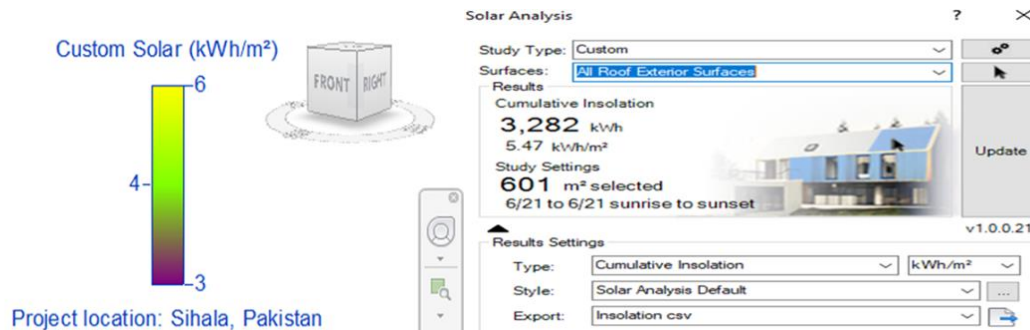 Solar Analysis ?
Custom Solar (kWh/m²)
6
4
3
Project location: Sihala, Pakistan
FRONT RIGHT
Study Type: Custom
Surfaces: All Roof Exterior Surfaces
Results
Cumulative Insolation
3,282 kWh
5.47 kWh/m²
Study Settings
601 m² selected
6/21 to 6/21 sunrise to sunset
Update
v1.0.0.21
Results Settings
Type: Cumulative Insolation kWh/m²
Style: Solar Analysis Default ...
Export: Insolation csv